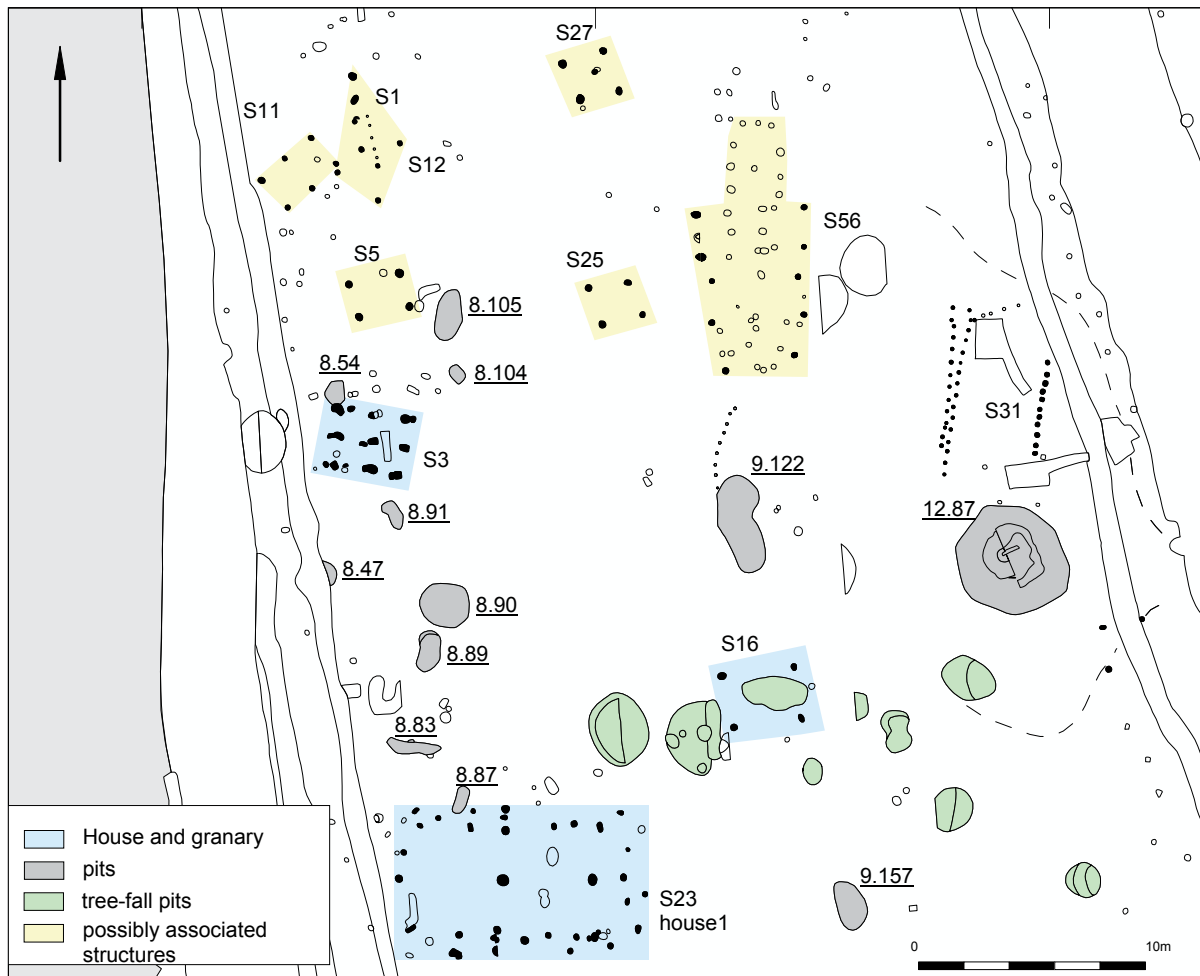 S27
S1
S11
S12
S56
S5
S25
8.105
8.54
8.104
S31
S3
9.122
12.87
8.91
8.47
8.90
S16
8.89
8.83
8.87
House and granary
pits
tree-fall pits
possibly associated
structures
9.157
S23
house1
0
10m